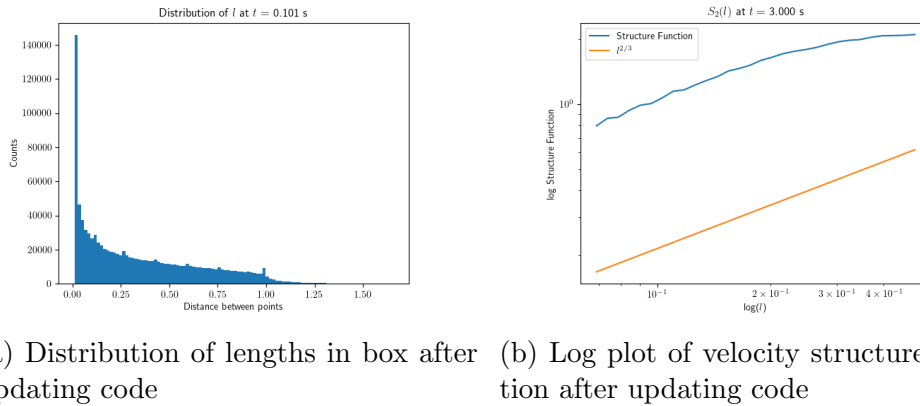 Distribution of l at t = 0.101 s
140000
120000
100000
80000
60000
40000
20000
0
Counts
0.00 0.25 0.50 0.75 1.00 1.25 1.50
Distance between points
S₂(l) at t = 3.000 s
Structure Function
l^{2/3}
10⁰
log Structure Function
10⁻¹ 2 × 10⁻¹ 3 × 10⁻¹ 4 × 10⁻¹
log(l)
) Distribution of lengths in box after
pdating code
(b) Log plot of velocity structure
tion after updating code